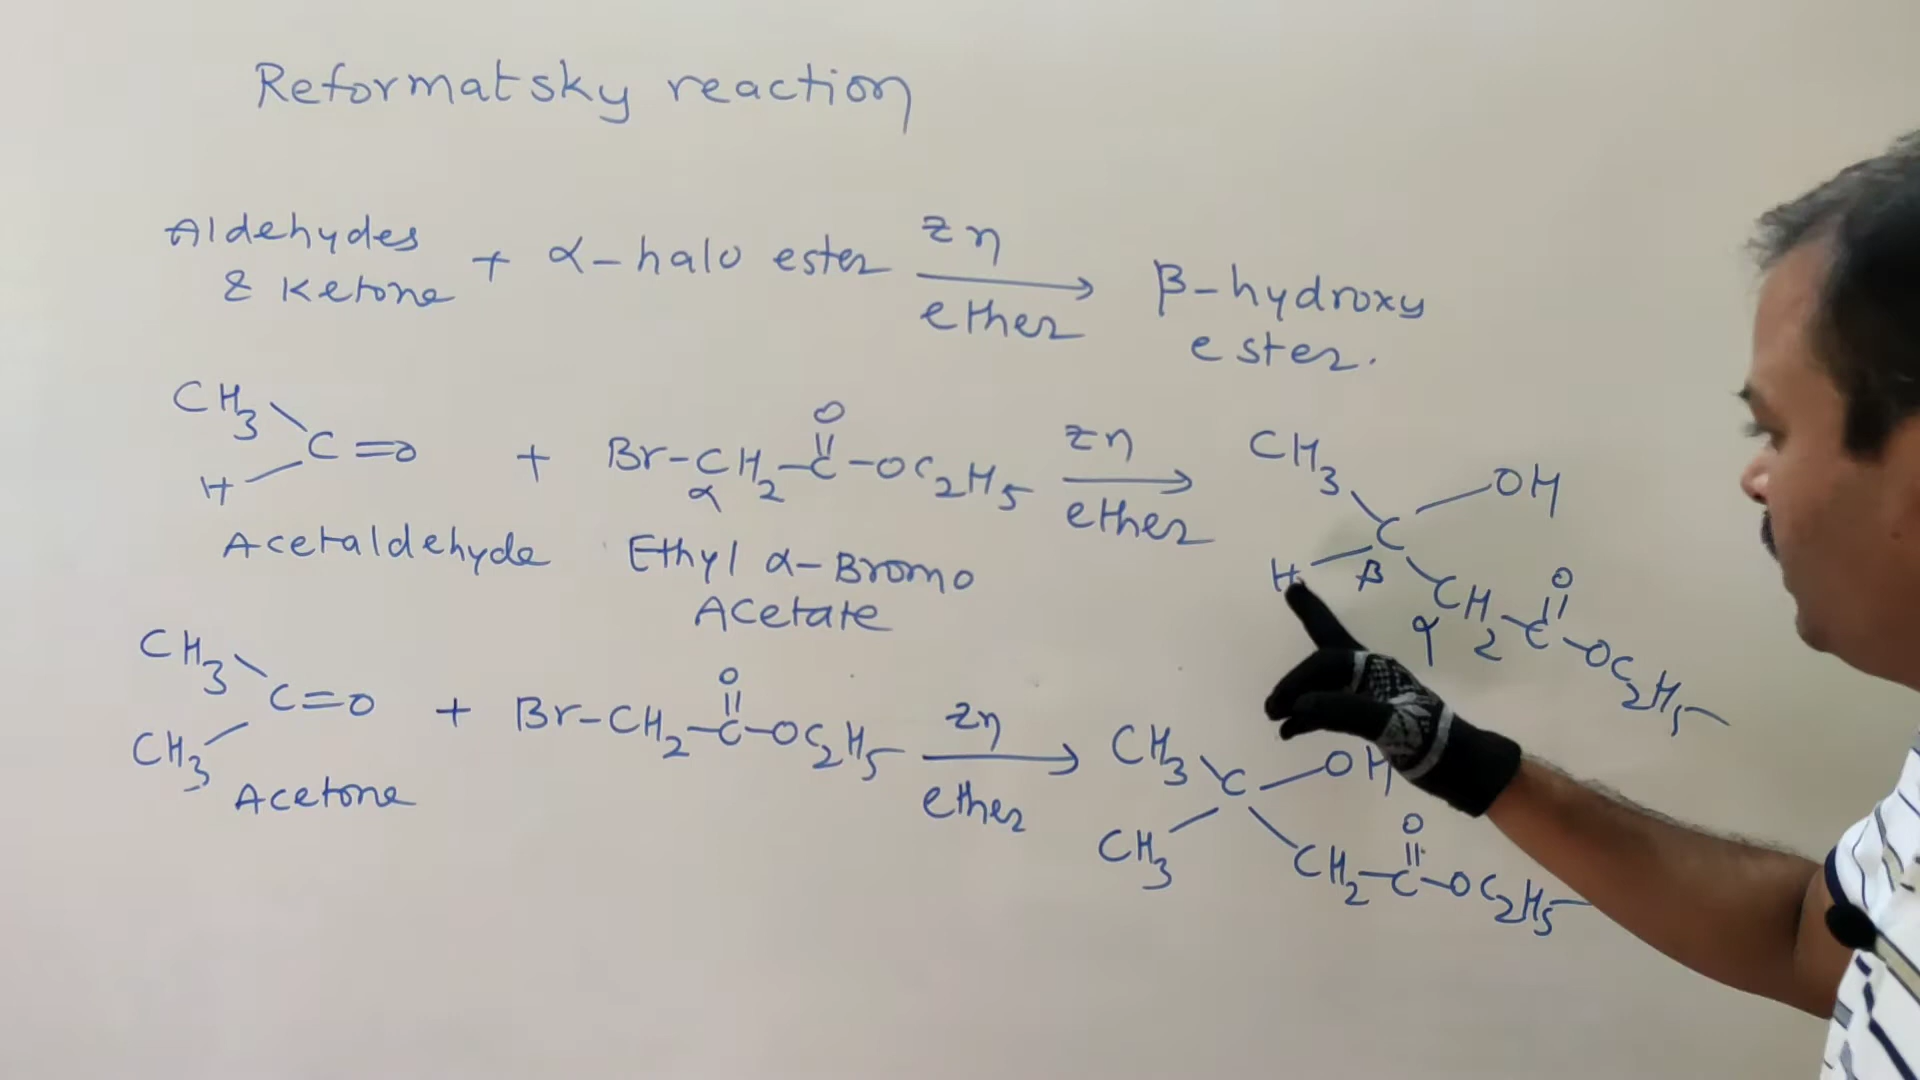 Reformatsky reaction
Aldehydes
& Ketone + α-halo ester Zn ether → β-hydroxy
ester.
CH3 H C=O + Br-CH2-C(=O)-OC2H5 Zn ether → CH3 H C OH CH2-C(=O)-OC2H5
α β α
Acetaldehyde Ethyl α-Bromo
Acetate
CH3 CH3 C=O + Br-CH2-C(=O)-OC2H5 Zn ether → CH3 CH3 C OH CH2-C(=O)-OC2H5
Acetone